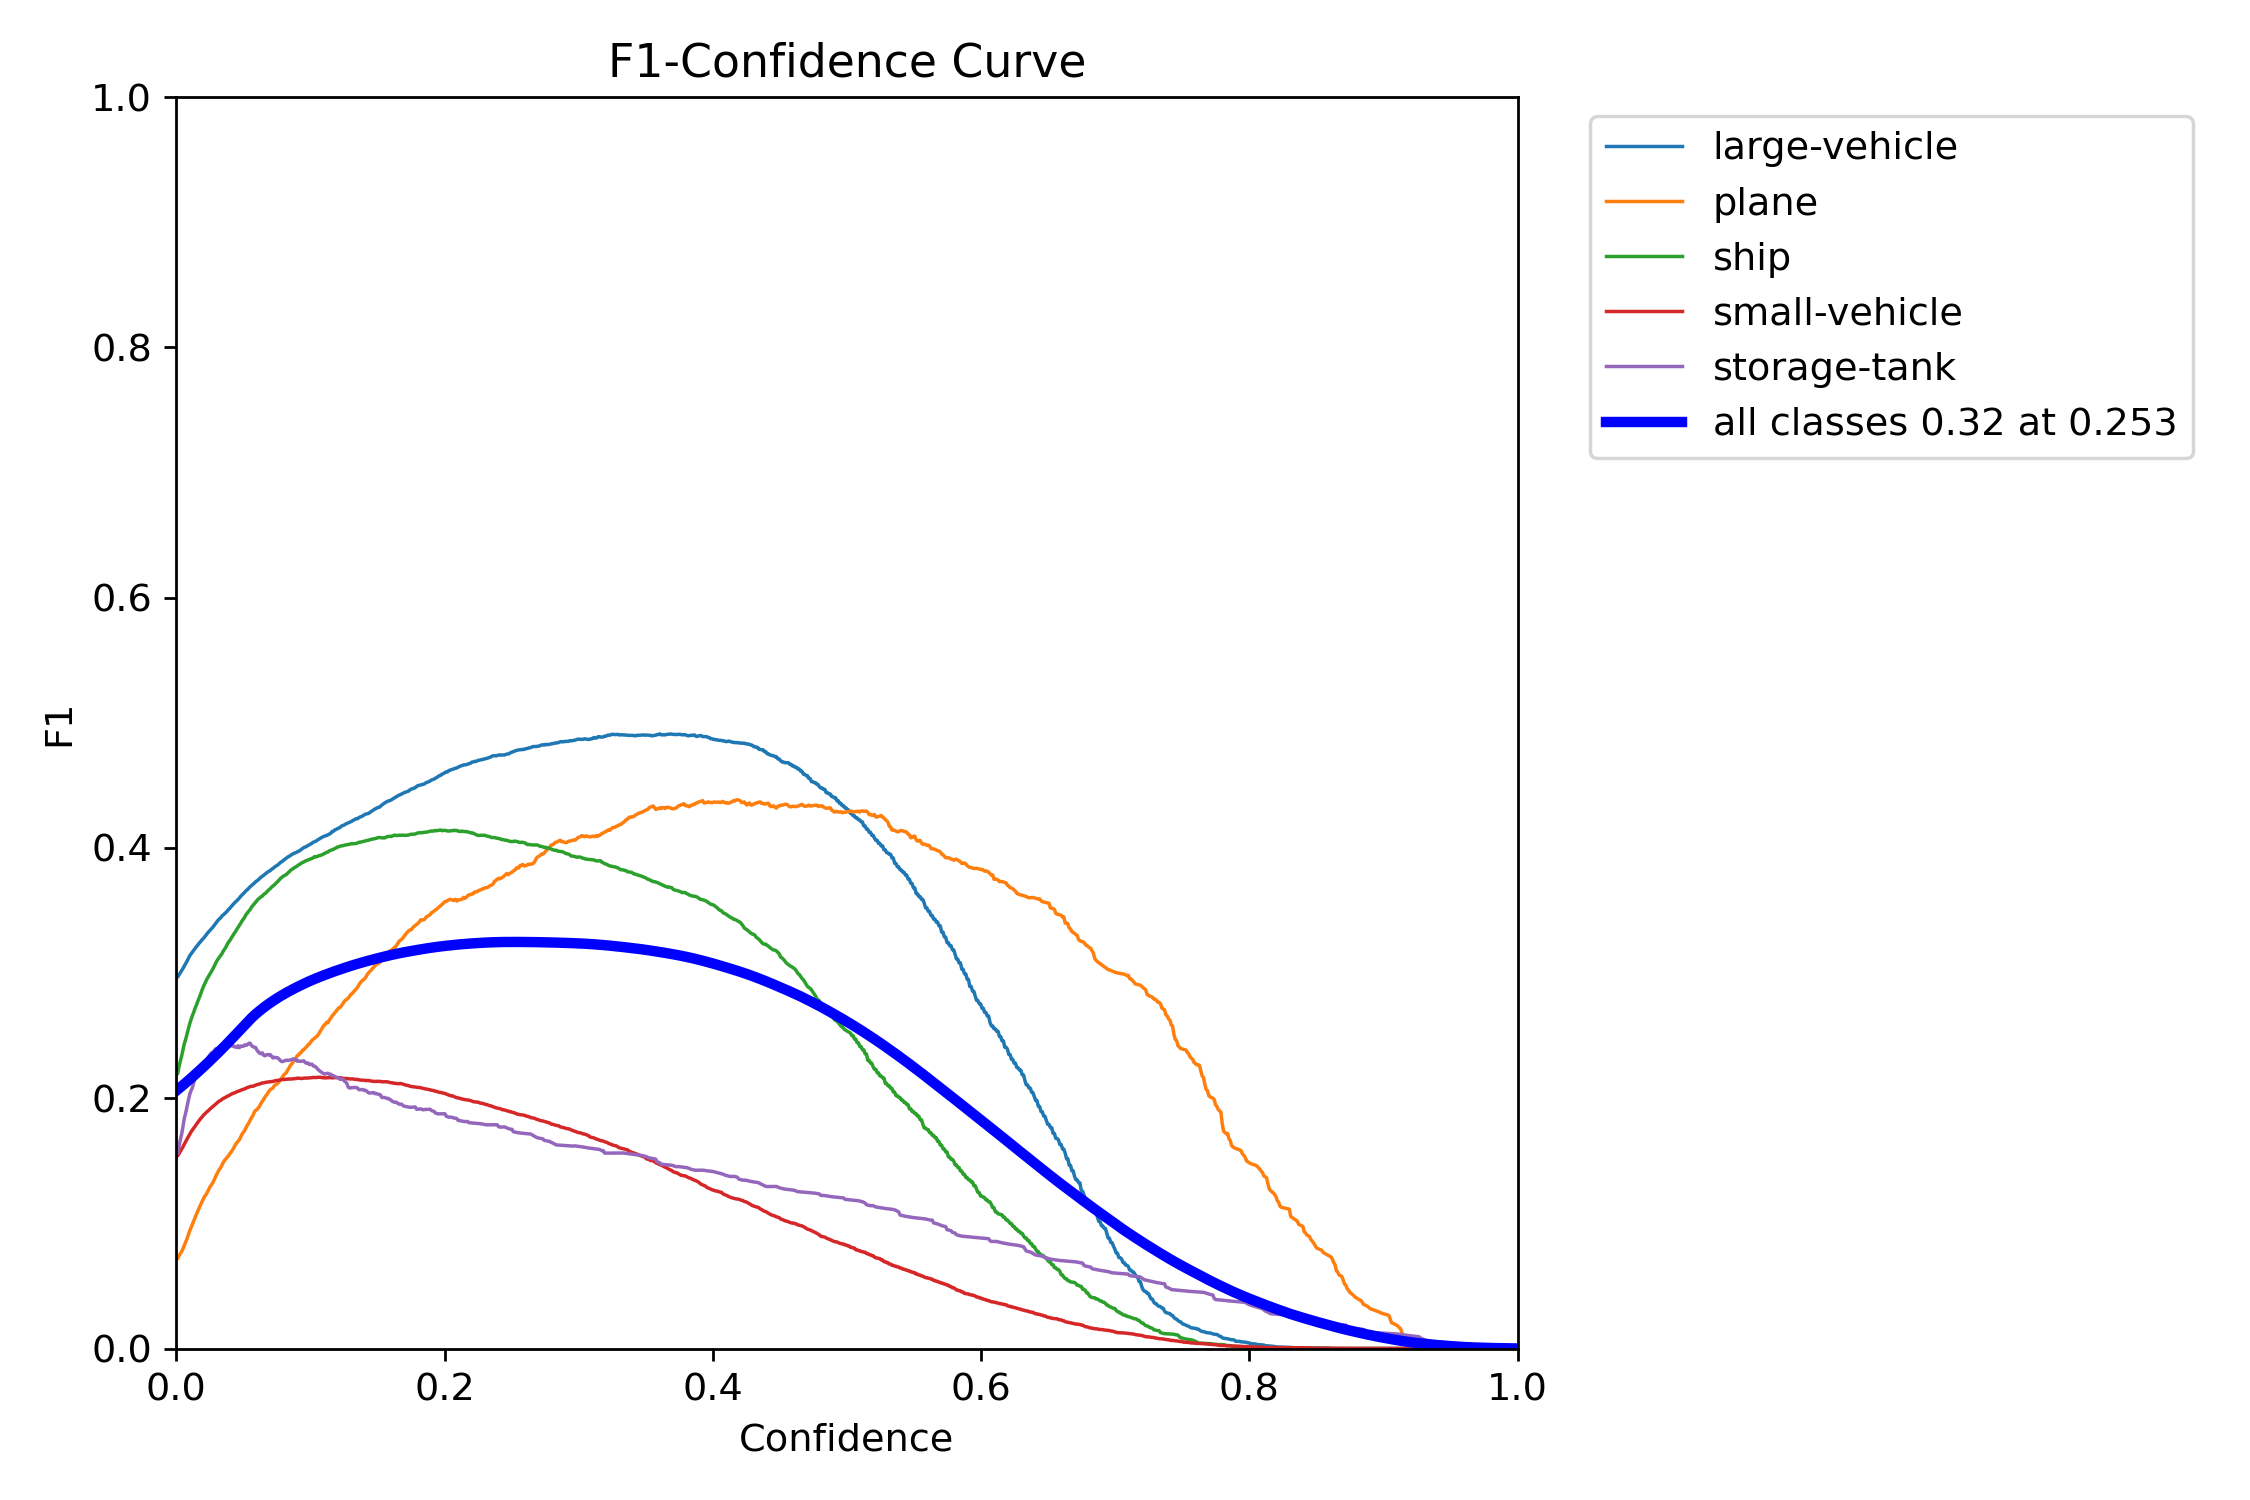 F1-Confidence Curve
1.0
0.8
0.6
0.4
0.2
0.0
F1
0.0 0.2 0.4 0.6 0.8 1.0
Confidence
large-vehicle
plane
ship
small-vehicle
storage-tank
all classes 0.32 at 0.253